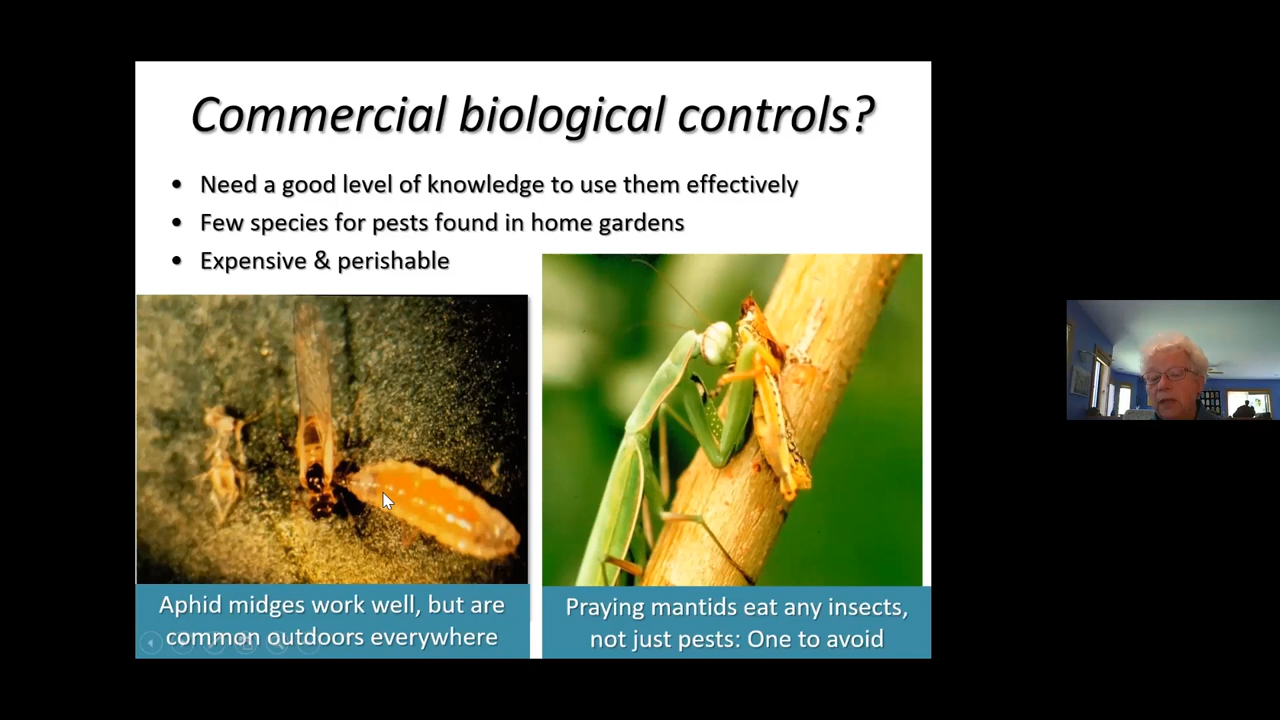 Commercial biological controls?
• Need a good level of knowledge to use them effectively
• Few species for pests found in home gardens
• Expensive & perishable
Aphid midges work well, but are
common outdoors everywhere
Praying mantids eat any insects,
not just pests: One to avoid